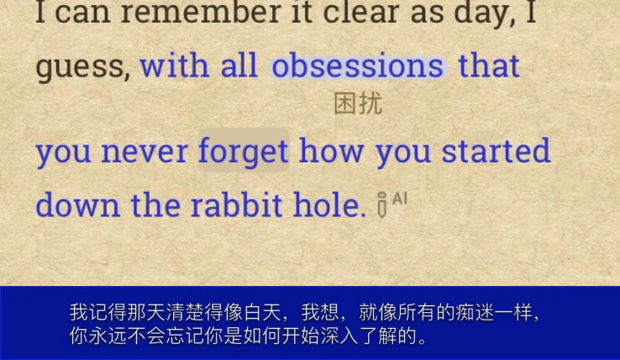 I can remember it clear as day, I
guess, with all obsessions that
困扰
you never forget how you started
down the rabbit hole. AI
我记得那天清楚得像白天，我想，就像所有的痴迷一样，
你永远不会忘记你是如何开始深入了解的。